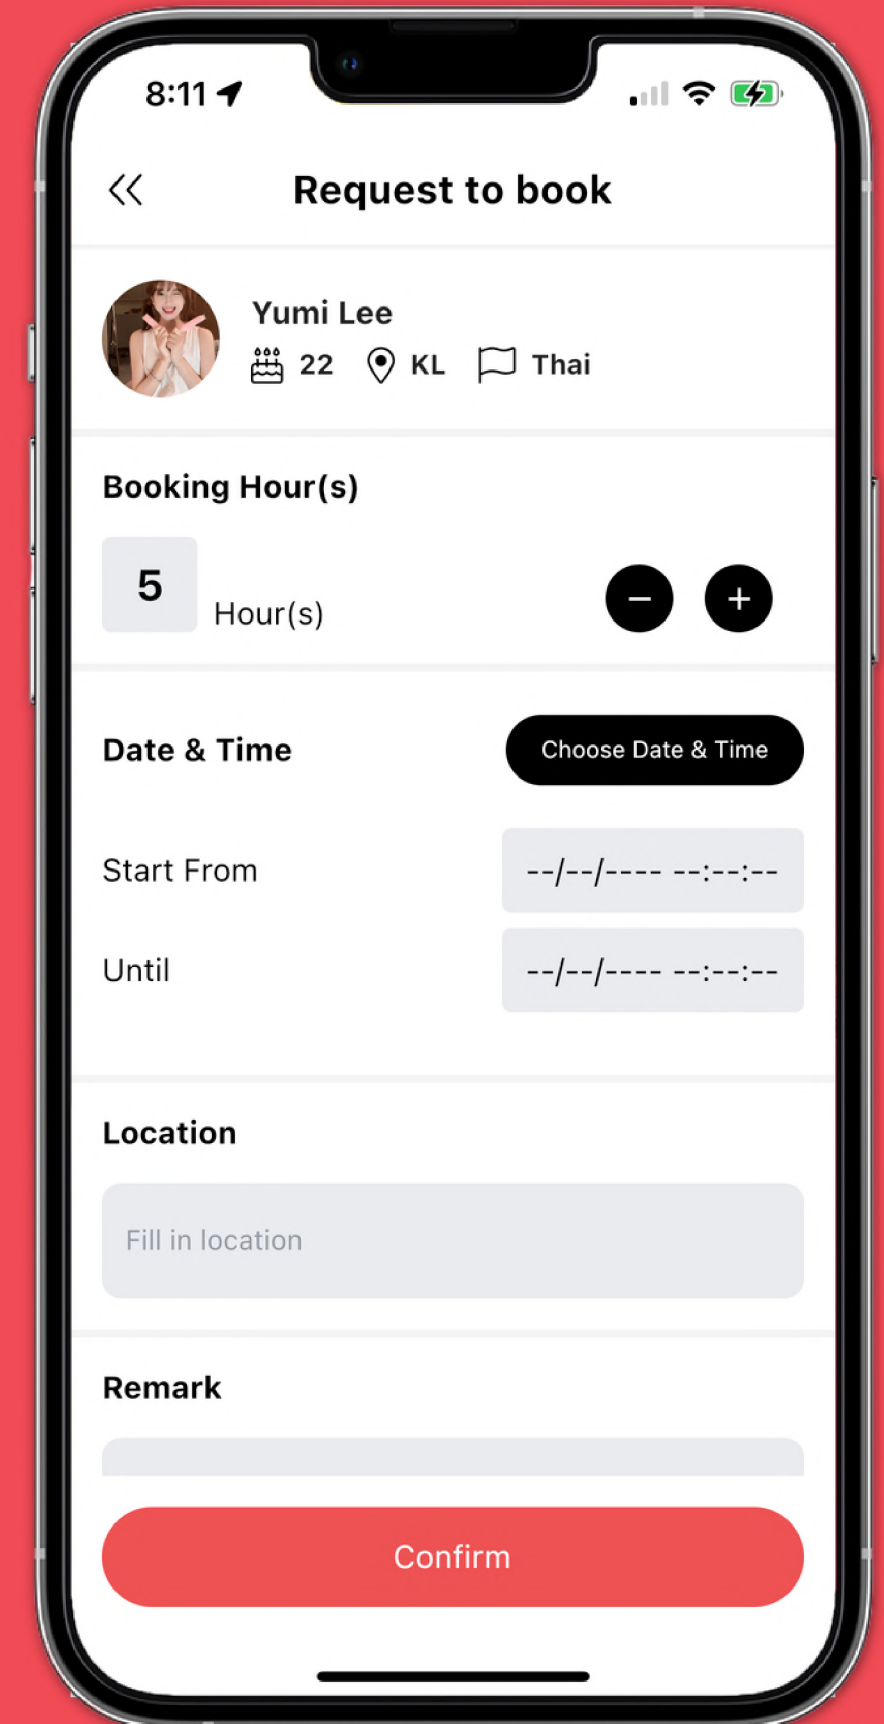 8:11
Request to book
Yumi Lee
22 KL Thai
Booking Hour(s)
5 Hour(s)
Date & Time Choose Date & Time
Start From --/--/---- --:--:--
Until --/--/---- --:--:--
Location
Fill in location
Remark
Confirm